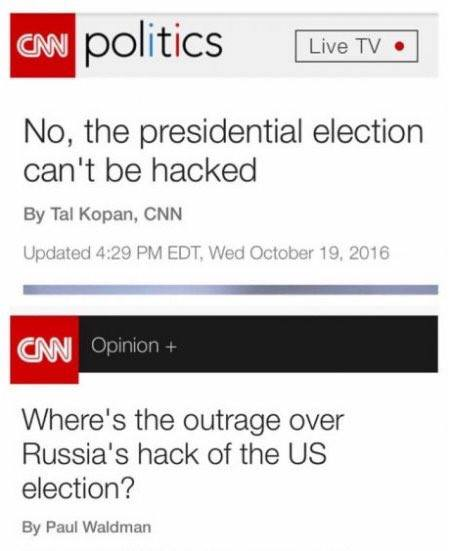 CNN politics Live TV
No, the presidential election
can't be hacked
By Tal Kopan, CNN
Updated 4:29 PM EDT, Wed October 19, 2016
CNN Opinion +
Where's the outrage over
Russia's hack of the US
election?
By Paul Waldman